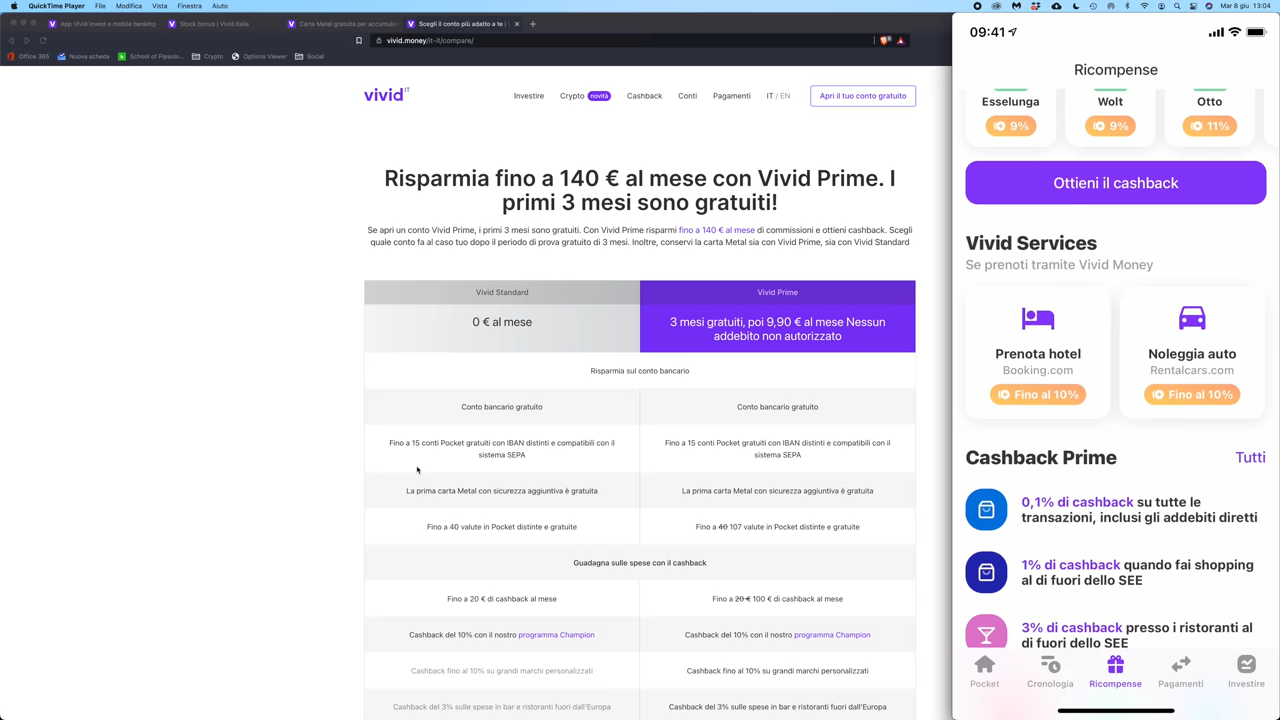 QuickTime Player File Modifica Vista Finestra Aiuto
Mar 8 giu 13:04
App Vivid Invest e mobile banking
Stock bonus | Vivid Italia
Carta Metal gratuita per accumulo
Scegli il conto più adatto a te |
vivid.money/it-it/compare/
Office 365
Nuova scheda
School of Pipsolo...
Crypto
Options Viewer
Social
vivid IT
Investire
Crypto novità
Cashback
Conti
Pagamenti
IT / EN
Apri il tuo conto gratuito
Risparmia fino a 140 € al mese con Vivid Prime. I
primi 3 mesi sono gratuiti!
Se apri un conto Vivid Prime, i primi 3 mesi sono gratuiti. Con Vivid Prime risparmi fino a 140 € al mese di commissioni e ottieni cashback. Scegli
quale conto fa al caso tuo dopo il periodo di prova gratuito di 3 mesi. Inoltre, conservi la carta Metal sia con Vivid Prime, sia con Vivid Standard
Vivid Standard
Vivid Prime
0 € al mese
3 mesi gratuiti, poi 9,90 € al mese Nessun
addebito non autorizzato
Risparmia sul conto bancario
Conto bancario gratuito
Conto bancario gratuito
Fino a 15 conti Pocket gratuiti con IBAN distinti e compatibili con il
sistema SEPA
Fino a 15 conti Pocket gratuiti con IBAN distinti e compatibili con il
sistema SEPA
La prima carta Metal con sicurezza aggiuntiva è gratuita
La prima carta Metal con sicurezza aggiuntiva è gratuita
Fino a 40 valute in Pocket distinte e gratuite
Fino a 40 107 valute in Pocket distinte e gratuite
Guadagna sulle spese con il cashback
Fino a 20 € di cashback al mese
Fino a 20 € 100 € di cashback al mese
Cashback del 10% con il nostro programma Champion
Cashback del 10% con il nostro programma Champion
Cashback fino al 10% su grandi marchi personalizzati
Cashback fino al 10% su grandi marchi personalizzati
Cashback del 3% sulle spese in bar e ristoranti fuori dall'Europa
Cashback del 3% sulle spese in bar e ristoranti fuori dall'Europa
09:41
Ricompense
Esselunga
Wolt
Otto
9%
9%
11%
Ottieni il cashback
Vivid Services
Se prenoti tramite Vivid Money
Prenota hotel
Booking.com
Fino al 10%
Noleggia auto
Rentalcars.com
Fino al 10%
Cashback Prime
Tutti
0,1% di cashback su tutte le
transazioni, inclusi gli addebiti diretti
1% di cashback quando fai shopping
al di fuori dello SEE
3% di cashback presso i ristoranti al
di fuori dello SEE
Pocket
Cronologia
Ricompense
Pagamenti
Investire